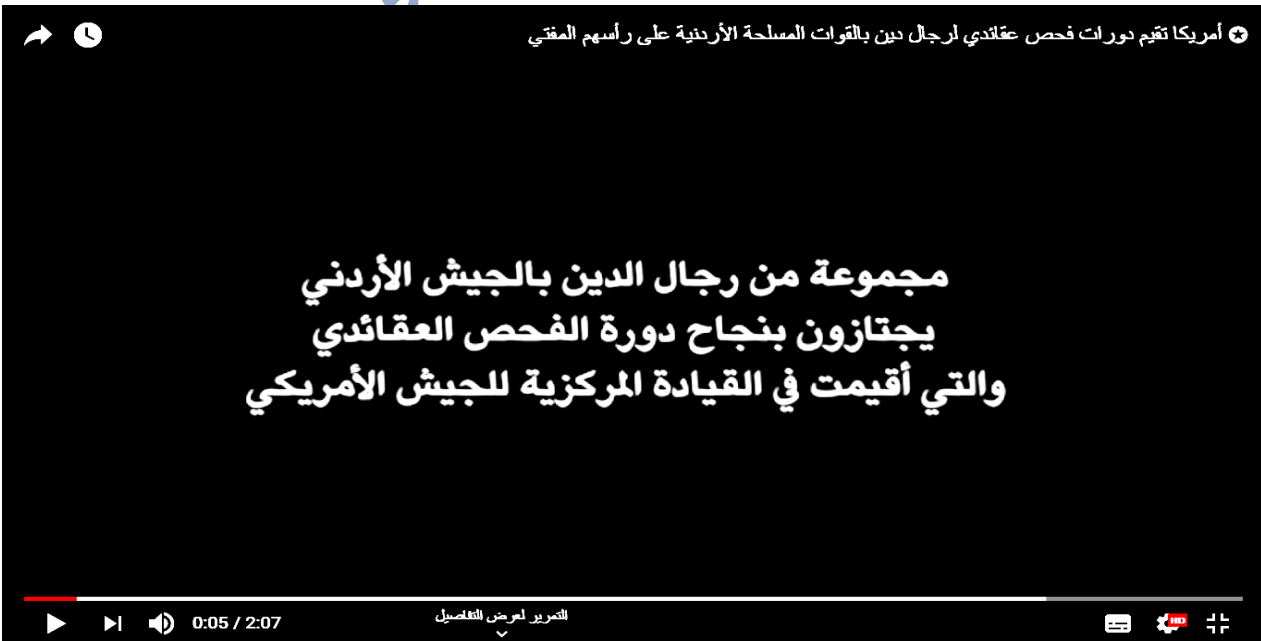 أمريكا تقيم دورات فحص عقائدي لرجال دين بالقوات المسلحة الأردنية على رأسهم المفتي
مجموعة من رجال الدين بالجيش الأردني
يجتازون بنجاح دورة الفحص العقائدي
والتي أقيمت في القيادة المركزية للجيش الأمريكي
0:05 / 2:07
التمرير لعرض التفاصيل
HD